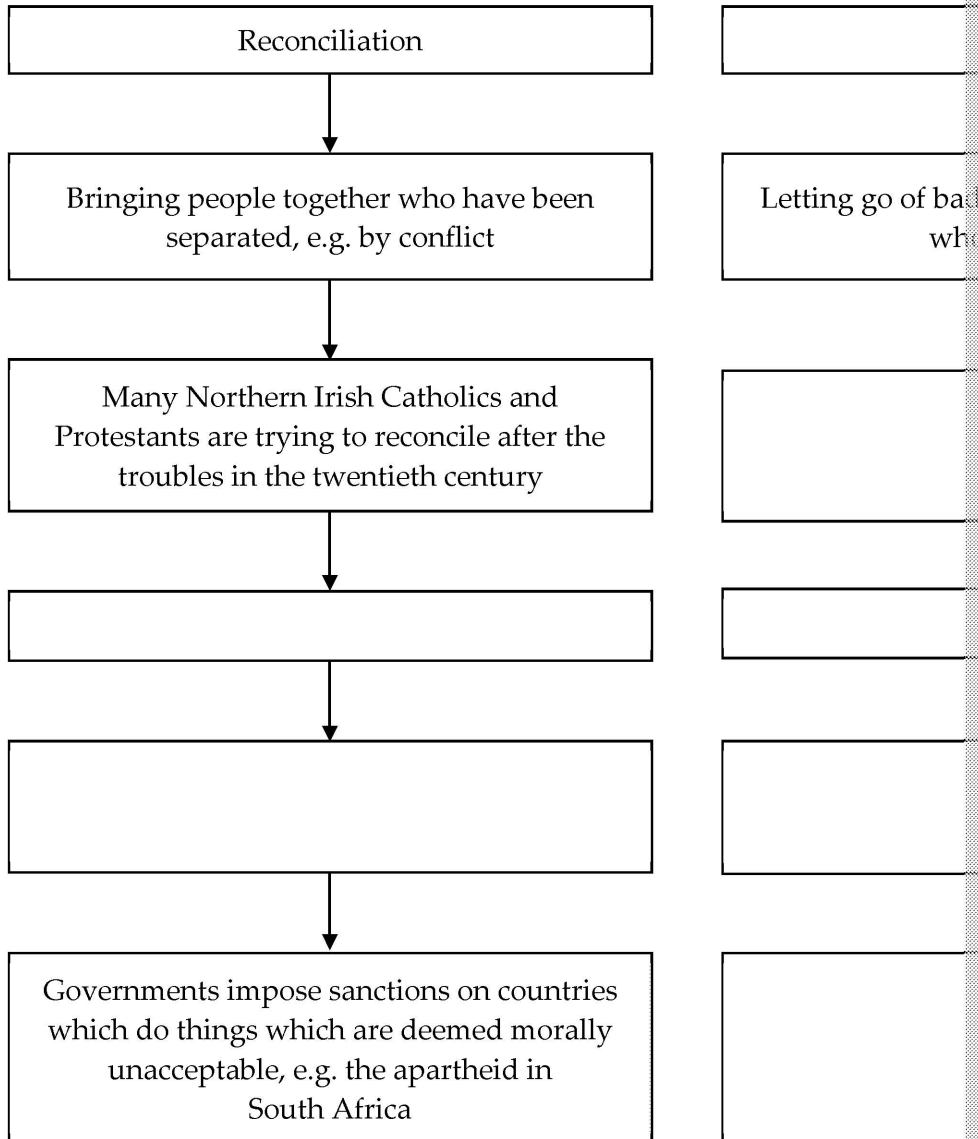 Reconciliation
Bringing people together who have been
separated, e.g. by conflict
Letting go of
Many Northern Irish Catholics and
Protestants are trying to reconcile after the
troubles in the twentieth century
Governments impose sanctions on countries
which do things which are deemed morally
unacceptable, e.g. the apartheid in
South Africa